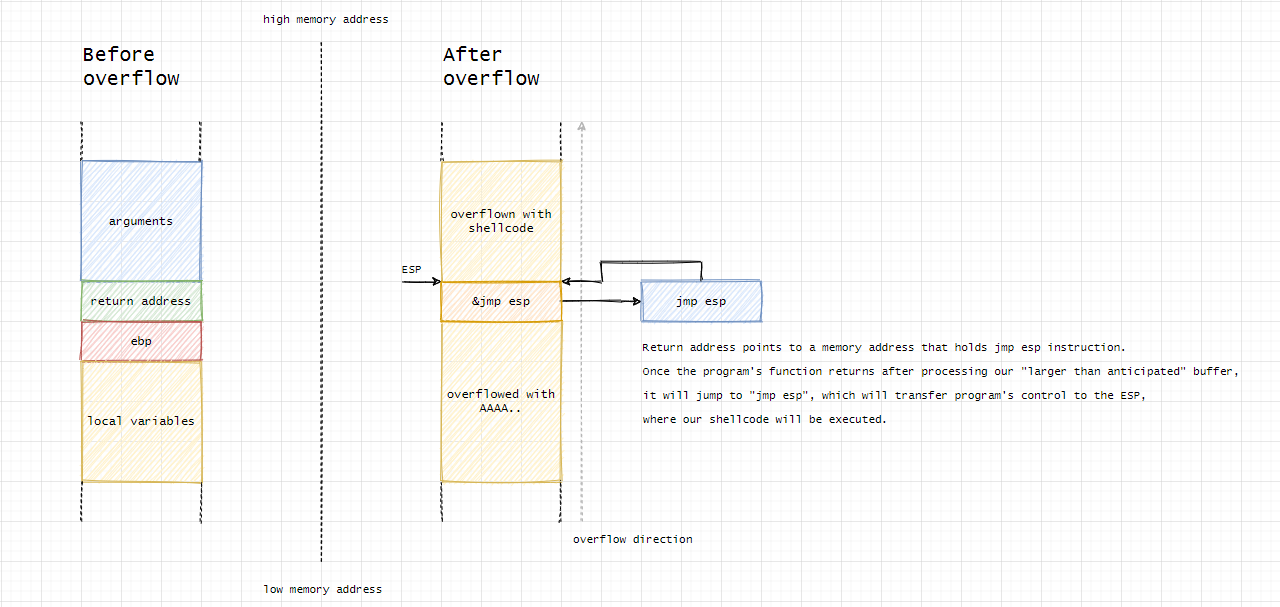 high memory address
Before
overflow
After
overflow
arguments
return address
ebp
local variables
overflown with
shellcode
ESP
&jmp esp
jmp esp
overflowed with
AAAA..
Return address points to a memory address that holds jmp esp instruction.
Once the program's function returns after processing our "larger than anticipated" buffer,
it will jump to "jmp esp", which will transfer program's control to the ESP,
where our shellcode will be executed.
overflow direction
low memory address